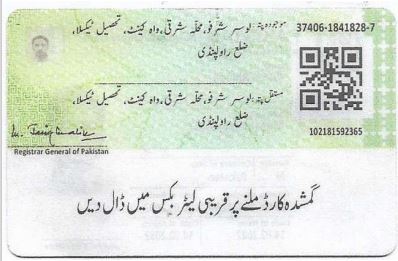 37406-1841828-7
موجودہ پتہ: لوسر شرفو، محلہ شرقی، واہ کینٹ، تحصیل ٹیکسلا،
ضلع راولپنڈی
مستقل پتہ: لوسر شرفو، محلہ شرقی، واہ کینٹ، تحصیل ٹیکسلا،
ضلع راولپنڈی
102181592365
Registrar General of Pakistan
گمشدہ کارڈ ملنے پر قریبی لیٹر بکس میں ڈال دیں